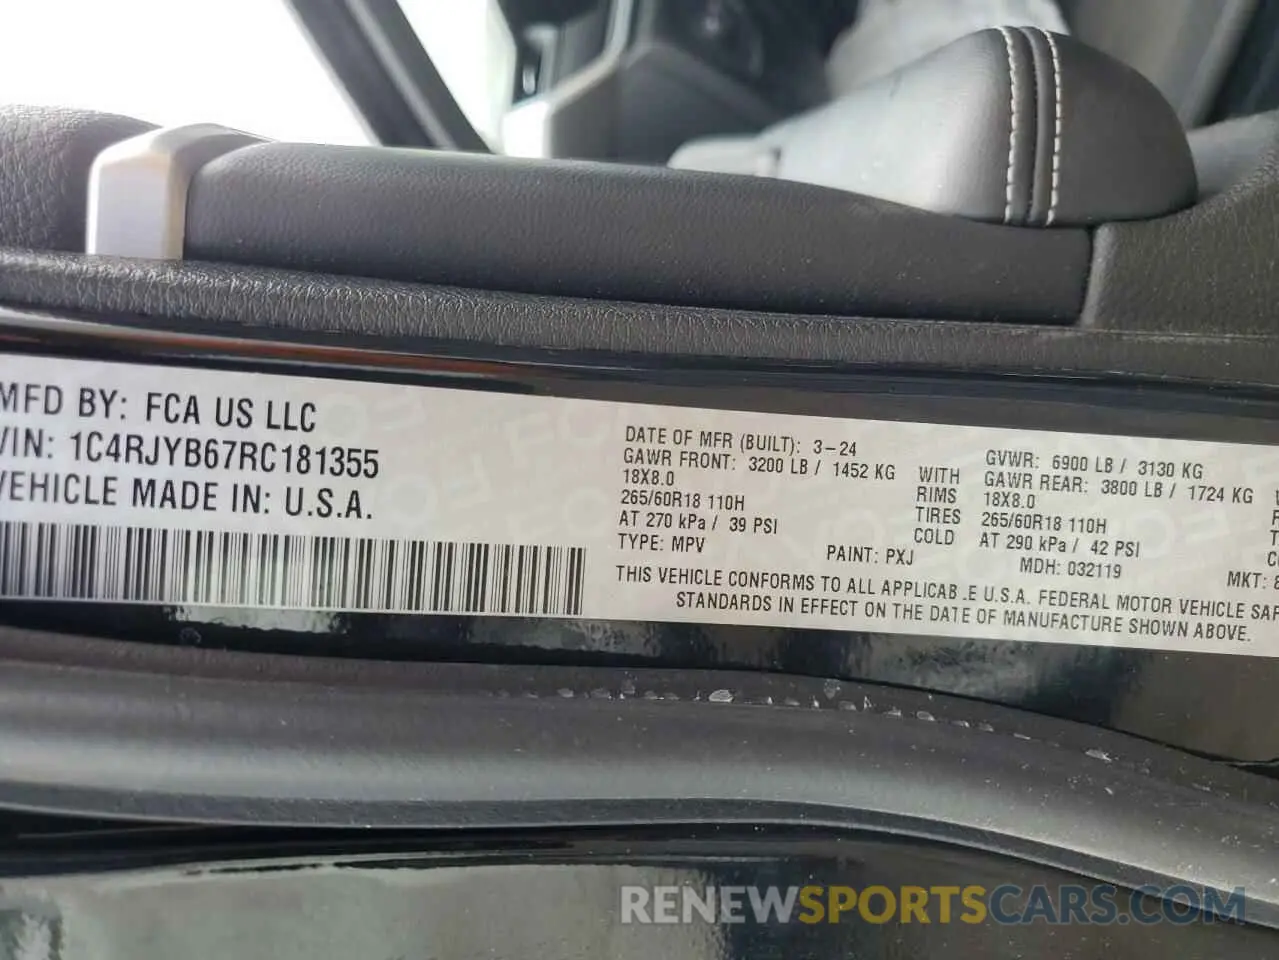 MFD BY: FCA US LLC
VIN: 1C4RJYB67RC181355
VEHICLE MADE IN: U.S.A.
DATE OF MFR (BUILT): 3-24
GAWR FRONT: 3200 LB / 1452 KG WITH
18X8.0 RIMS
265/60R18 110H TIRES
AT 270 kPa / 39 PSI COLD
TYPE: MPV PAINT: PXJ
GVWR: 6900 LB / 3130 KG
GAWR REAR: 3800 LB / 1724 KG
18X8.0
265/60R18 110H
AT 290 kPa / 42 PSI
MDH: 032119 MKT:
THIS VEHICLE CONFORMS TO ALL APPLICAB.E U.S.A. FEDERAL MOTOR VEHICLE SAF
STANDARDS IN EFFECT ON THE DATE OF MANUFACTURE SHOWN ABOVE.
RENEWSPORTSCARS.COM